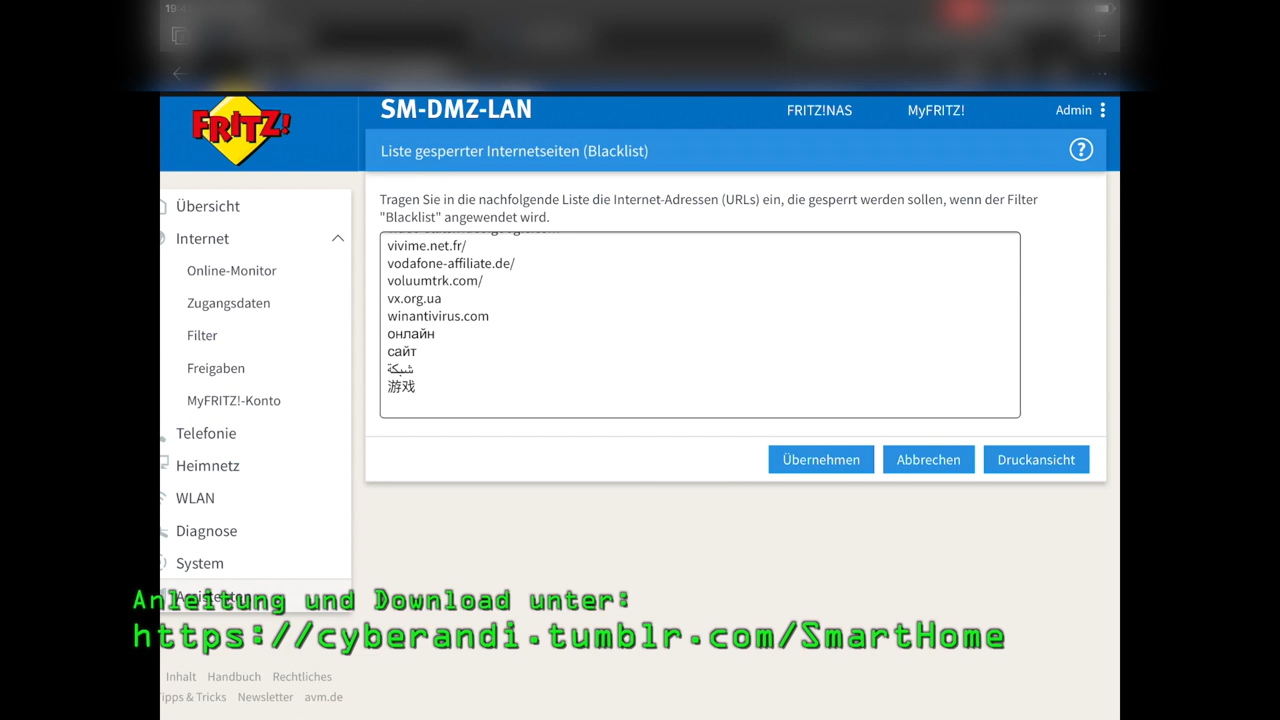 SM-DMZ-LAN
FRITZ!NAS
MyFRITZ!
Admin
FRITZ!
Liste gesperrter Internetseiten (Blacklist)
?
Tragen Sie in die nachfolgende Liste die Internet-Adressen (URLs) ein, die gesperrt werden sollen, wenn der Filter
"Blacklist" angewendet wird.
vivime.net.fr/
vodafone-affiliate.de/
voluumtrk.com/
vx.org.ua
winantivirus.com
онлайн
сайт
شبكة
游戏
Übernehmen
Abbrechen
Druckansicht
Übersicht
Internet
Online-Monitor
Zugangsdaten
Filter
Freigaben
MyFRITZ!-Konto
Telefonie
Heimnetz
WLAN
Diagnose
System
Anleitung und Download unter:
https://cyberandi.tumblr.com/SmartHome
Inhalt Handbuch Rechtliches
Tipps & Tricks Newsletter avm.de